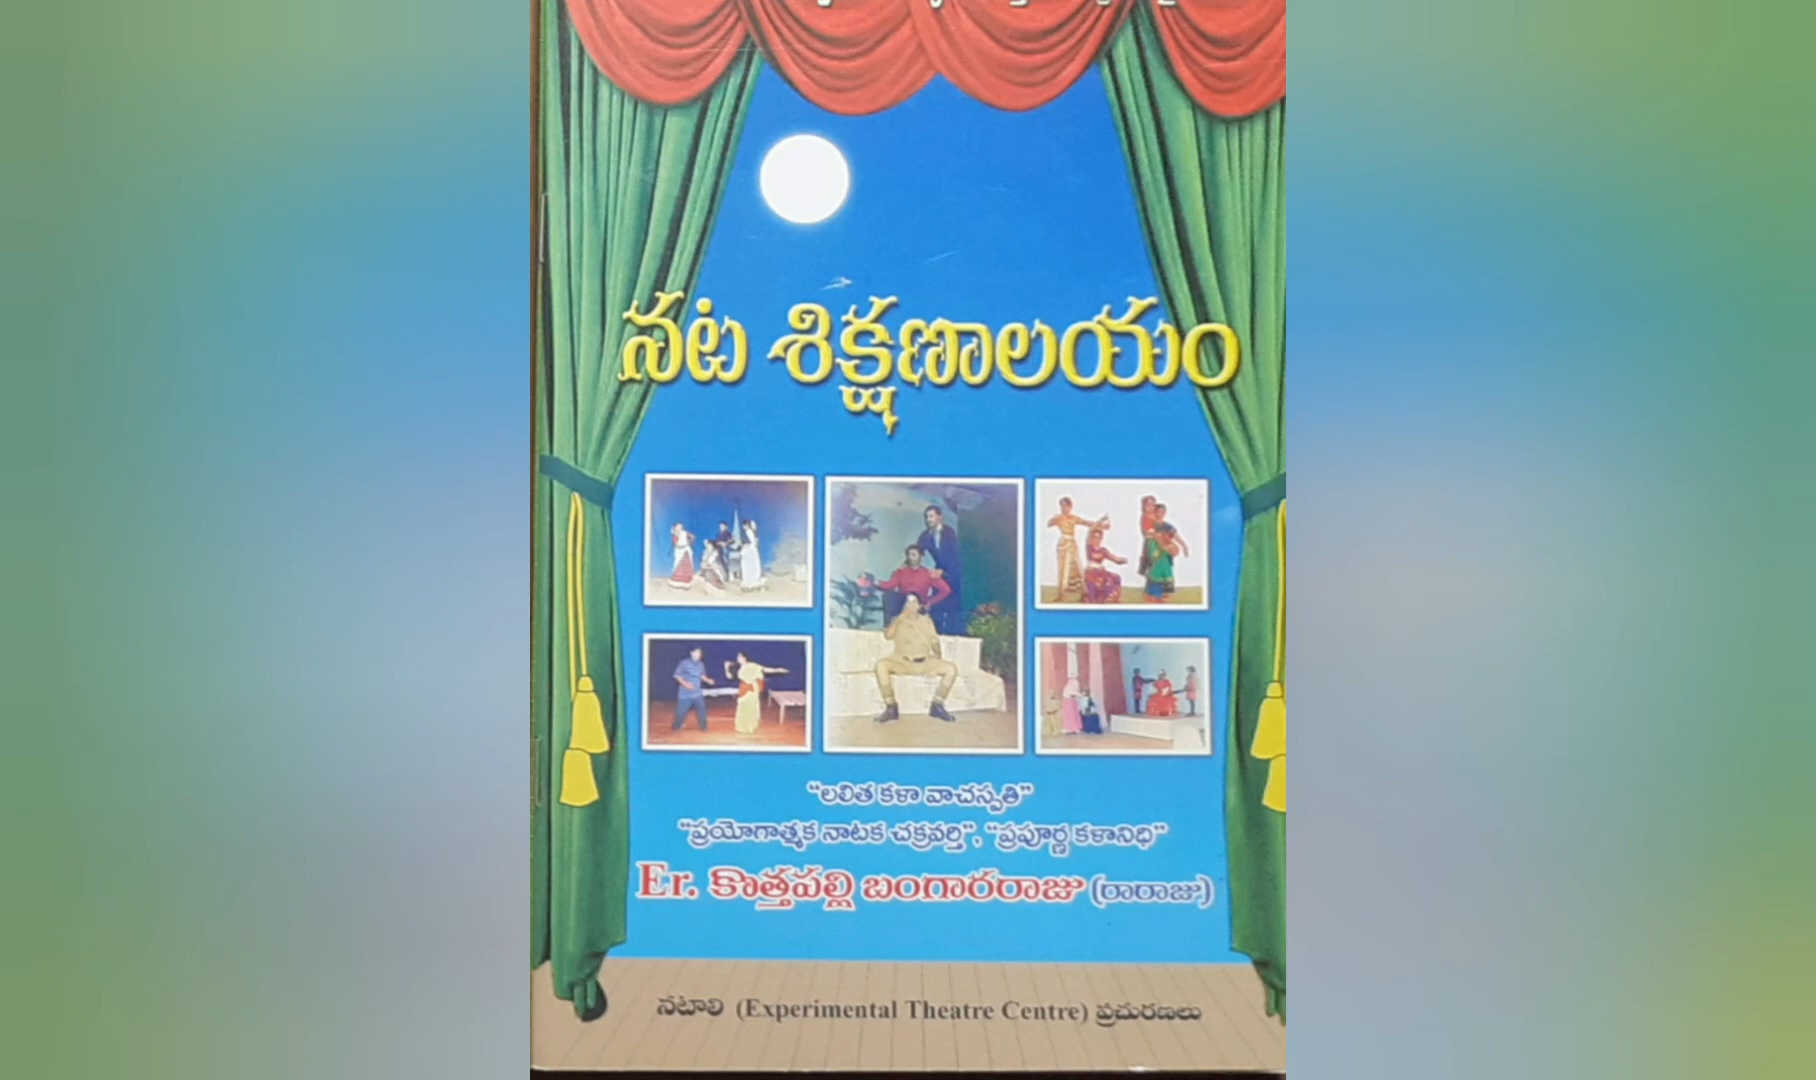 నట శిక్షణాలయం
“లలిత కళా వాచస్పతి”
“ప్రయోగాత్మక నాటక చక్రవర్తి”, “ప్రపూర్ణ కళానిధి”
Er. కొత్తపల్లి బంగారరాజు (రారాజు)
నటాలి (Experimental Theatre Centre) ప్రచురణలు